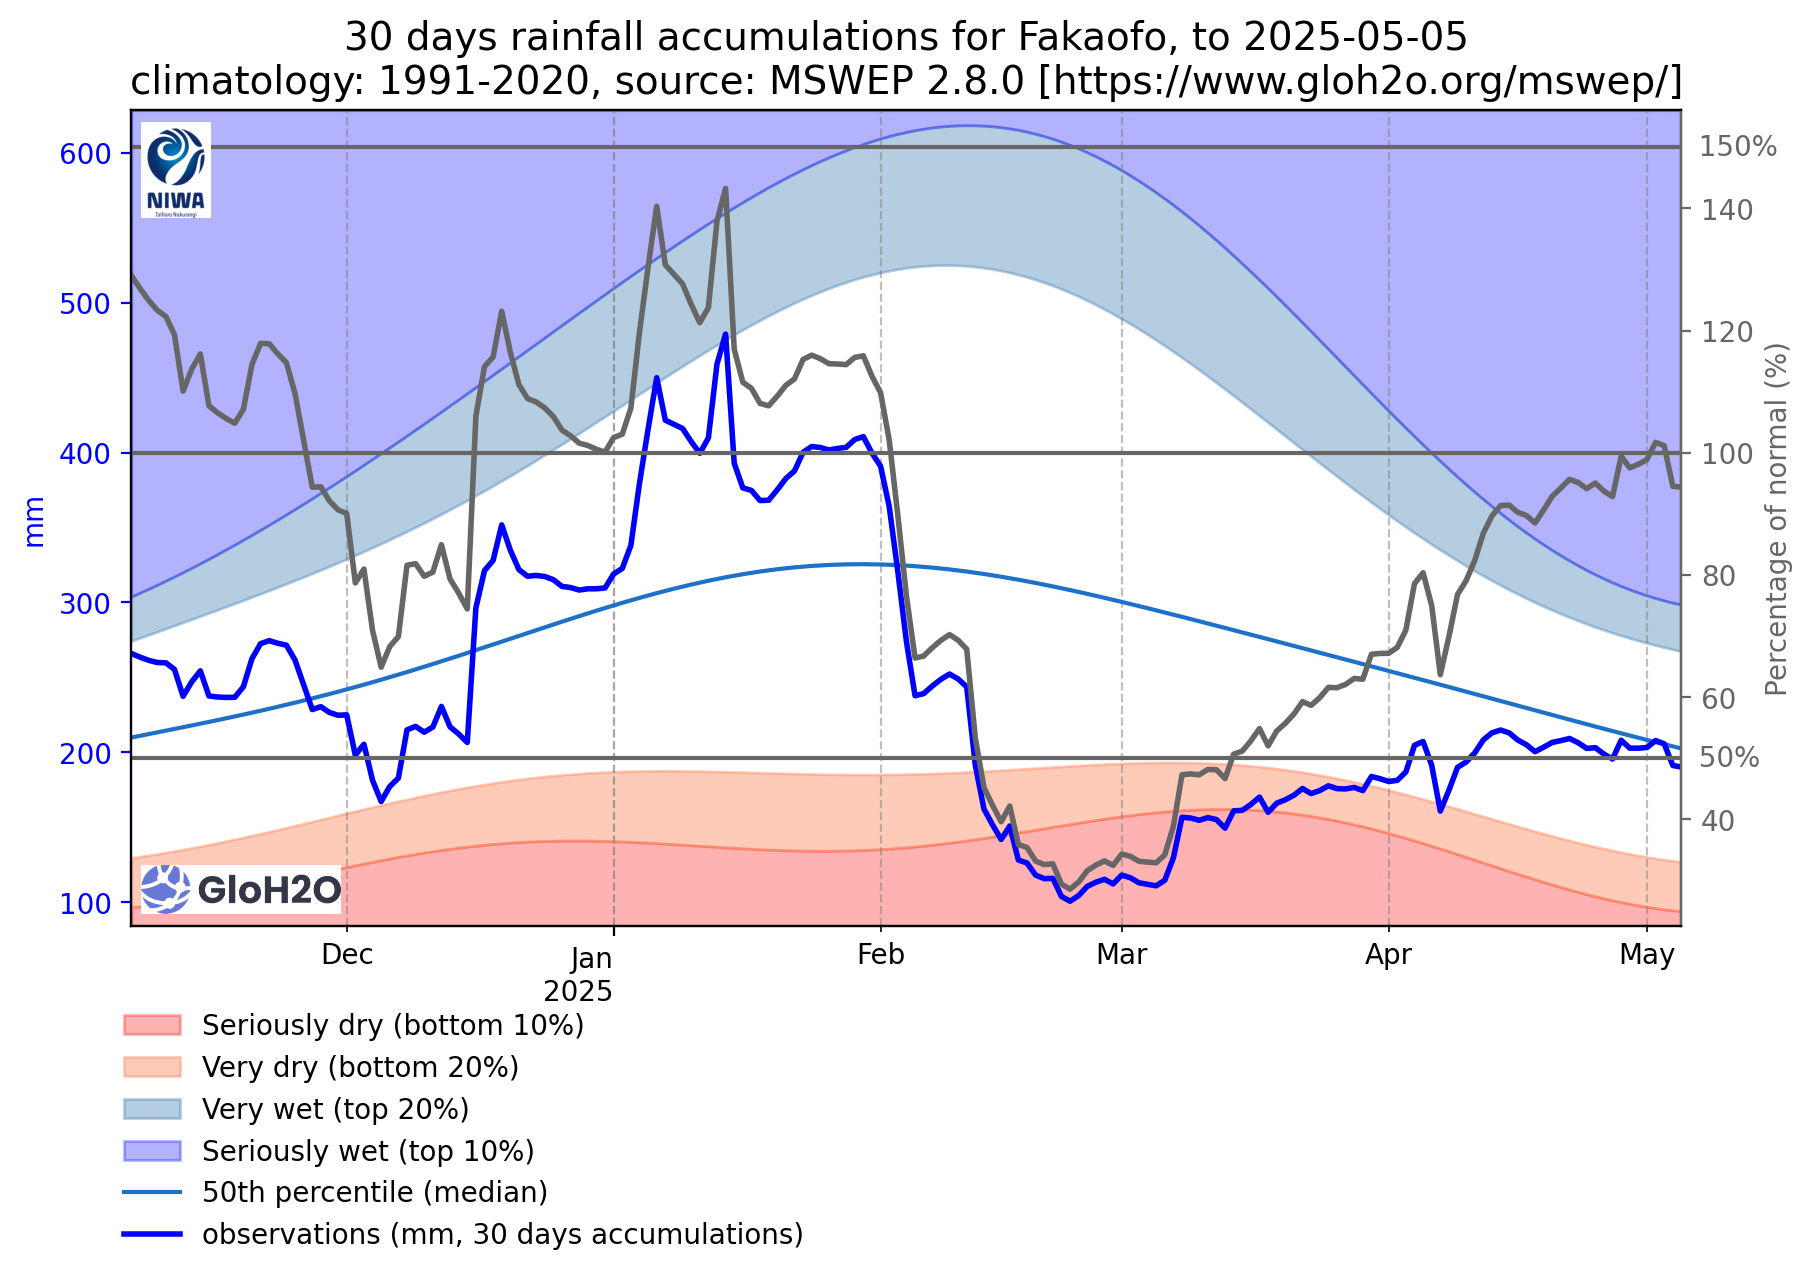 30 days rainfall accumulations for Fakaofo, to 2025-05-05
climatology: 1991-2020, source: MSWEP 2.8.0 [https://www.gloh2o.org/mswep/]
NIWA
Taihoro Nukurangi
600
500
400
300
200
100
mm
150%
140
120
100
80
60
50%
40
Percentage of normal (%)
GloH2O
Dec
Jan
2025
Feb
Mar
Apr
May
Seriously dry (bottom 10%)
Very dry (bottom 20%)
Very wet (top 20%)
Seriously wet (top 10%)
50th percentile (median)
observations (mm, 30 days accumulations)